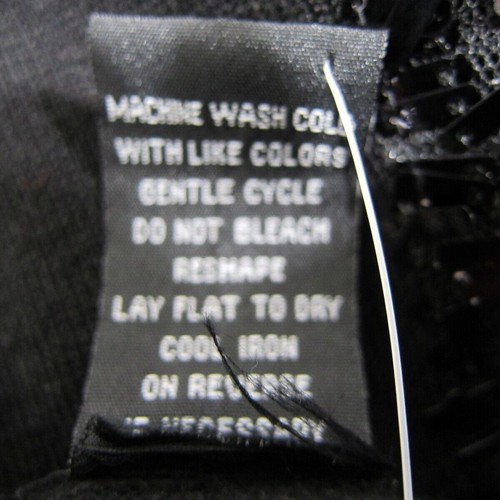 MACHINE WASH COLD
WITH LIKE COLORS
GENTLE CYCLE
DO NOT BLEACH
RESHAPE
LAY FLAT TO DRY
COOL IRON
ON REVERSE
IF NECESSARY